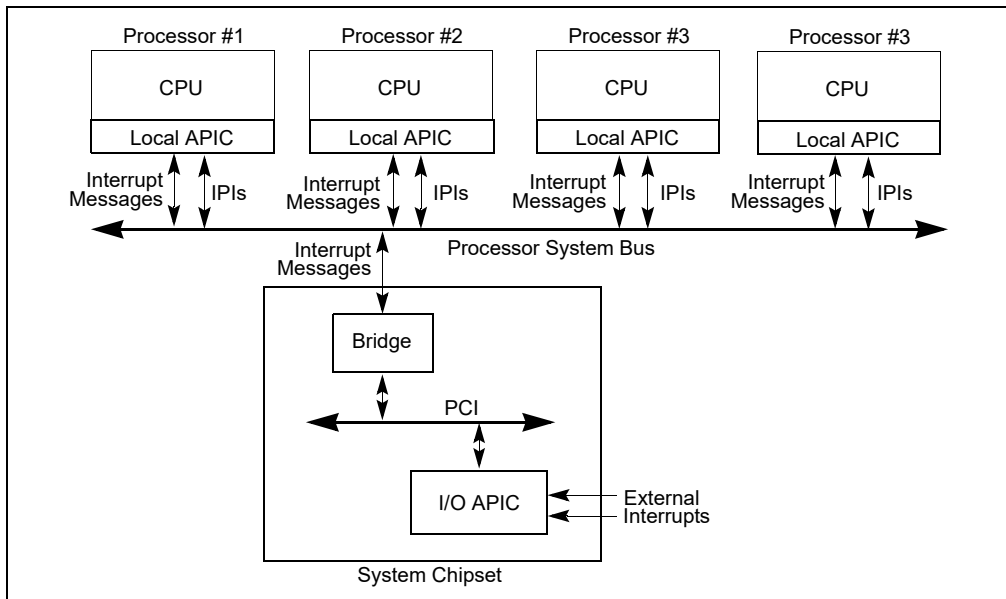 Processor #1
Processor #2
Processor #3
Processor #3
CPU
CPU
CPU
CPU
Local APIC
Local APIC
Local APIC
Local APIC
Interrupt
Messages
IPIs
Interrupt
Messages
IPIs
Interrupt
Messages
IPIs
Interrupt
Messages
IPIs
Processor System Bus
Interrupt
Messages
Bridge
PCI
I/O APIC
External
Interrupts
System Chipset